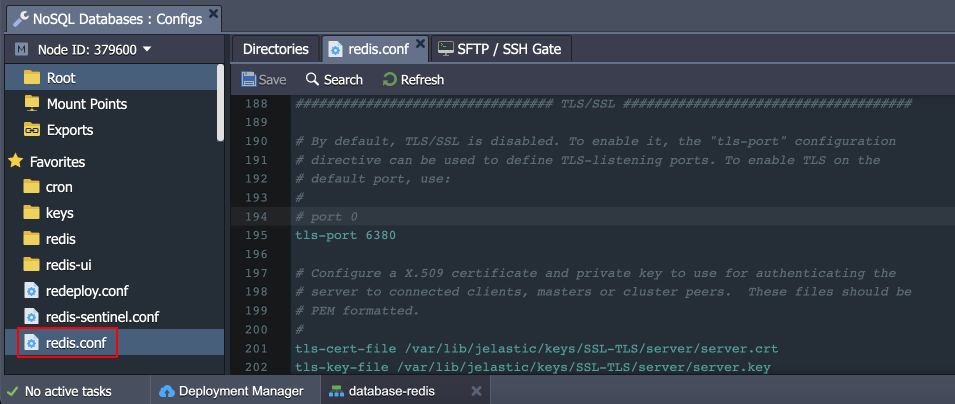 NoSQL Databases : Configs
M Node ID: 379600
Root
Mount Points
Exports
Favorites
cron
keys
redis
redis-ui
redeploy.conf
redis-sentinel.conf
redis.conf
Directories redis.conf SFTP / SSH Gate
Save Search Refresh
188 ################################# TLS/SSL #####################################
189
190 # By default, TLS/SSL is disabled. To enable it, the "tls-port" configuration
191 # directive can be used to define TLS-listening ports. To enable TLS on the
192 # default port, use:
193 #
194 # port 0
195 tls-port 6380
196
197 # Configure a X.509 certificate and private key to use for authenticating the
198 # server to connected clients, masters or cluster peers.  These files should be
199 # PEM formatted.
200 #
201 tls-cert-file /var/lib/jelastic/keys/SSL-TLS/server/server.crt
202 tls-key-file /var/lib/jelastic/keys/SSL-TLS/server/server.key
No active tasks Deployment Manager database-redis